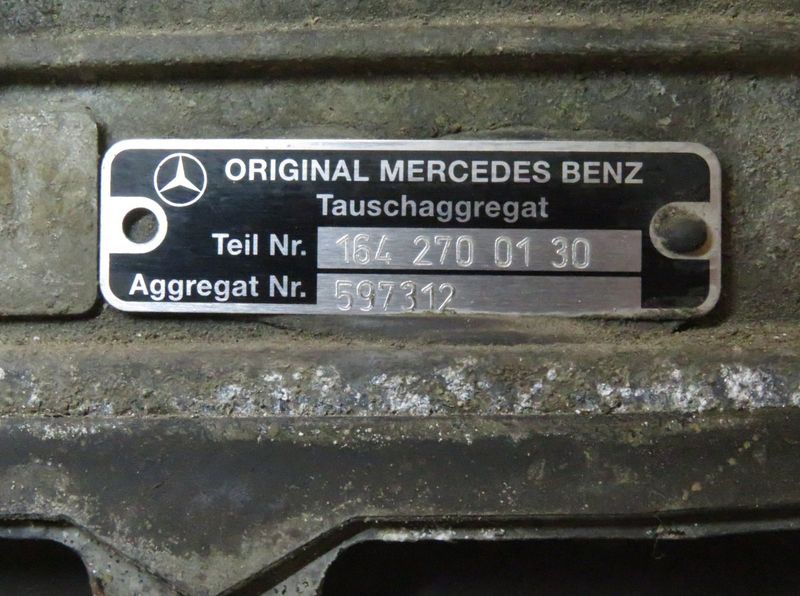 ORIGINAL MERCEDES BENZ
Tauschaggregat
Teil Nr. 164 270 01 30
Aggregat Nr. 597312